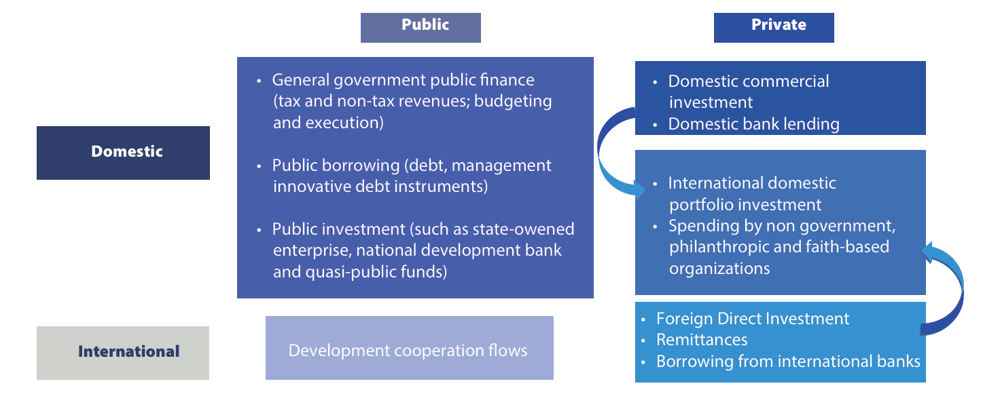 Public
Private
Domestic
• General government public finance
(tax and non-tax revenues; budgeting
and execution)
• Public borrowing (debt, management
innovative debt instruments)
• Public investment (such as state-owened
enterprise, national development bank
and quasi-public funds)
• Domestic commercial
investment
• Domestic bank lending
• International domestic
portfolio investment
• Spending by non government,
philanthropic and faith-based
organizations
International
Development cooperation flows
• Foreign Direct Investment
• Remittances
• Borrowing from international banks